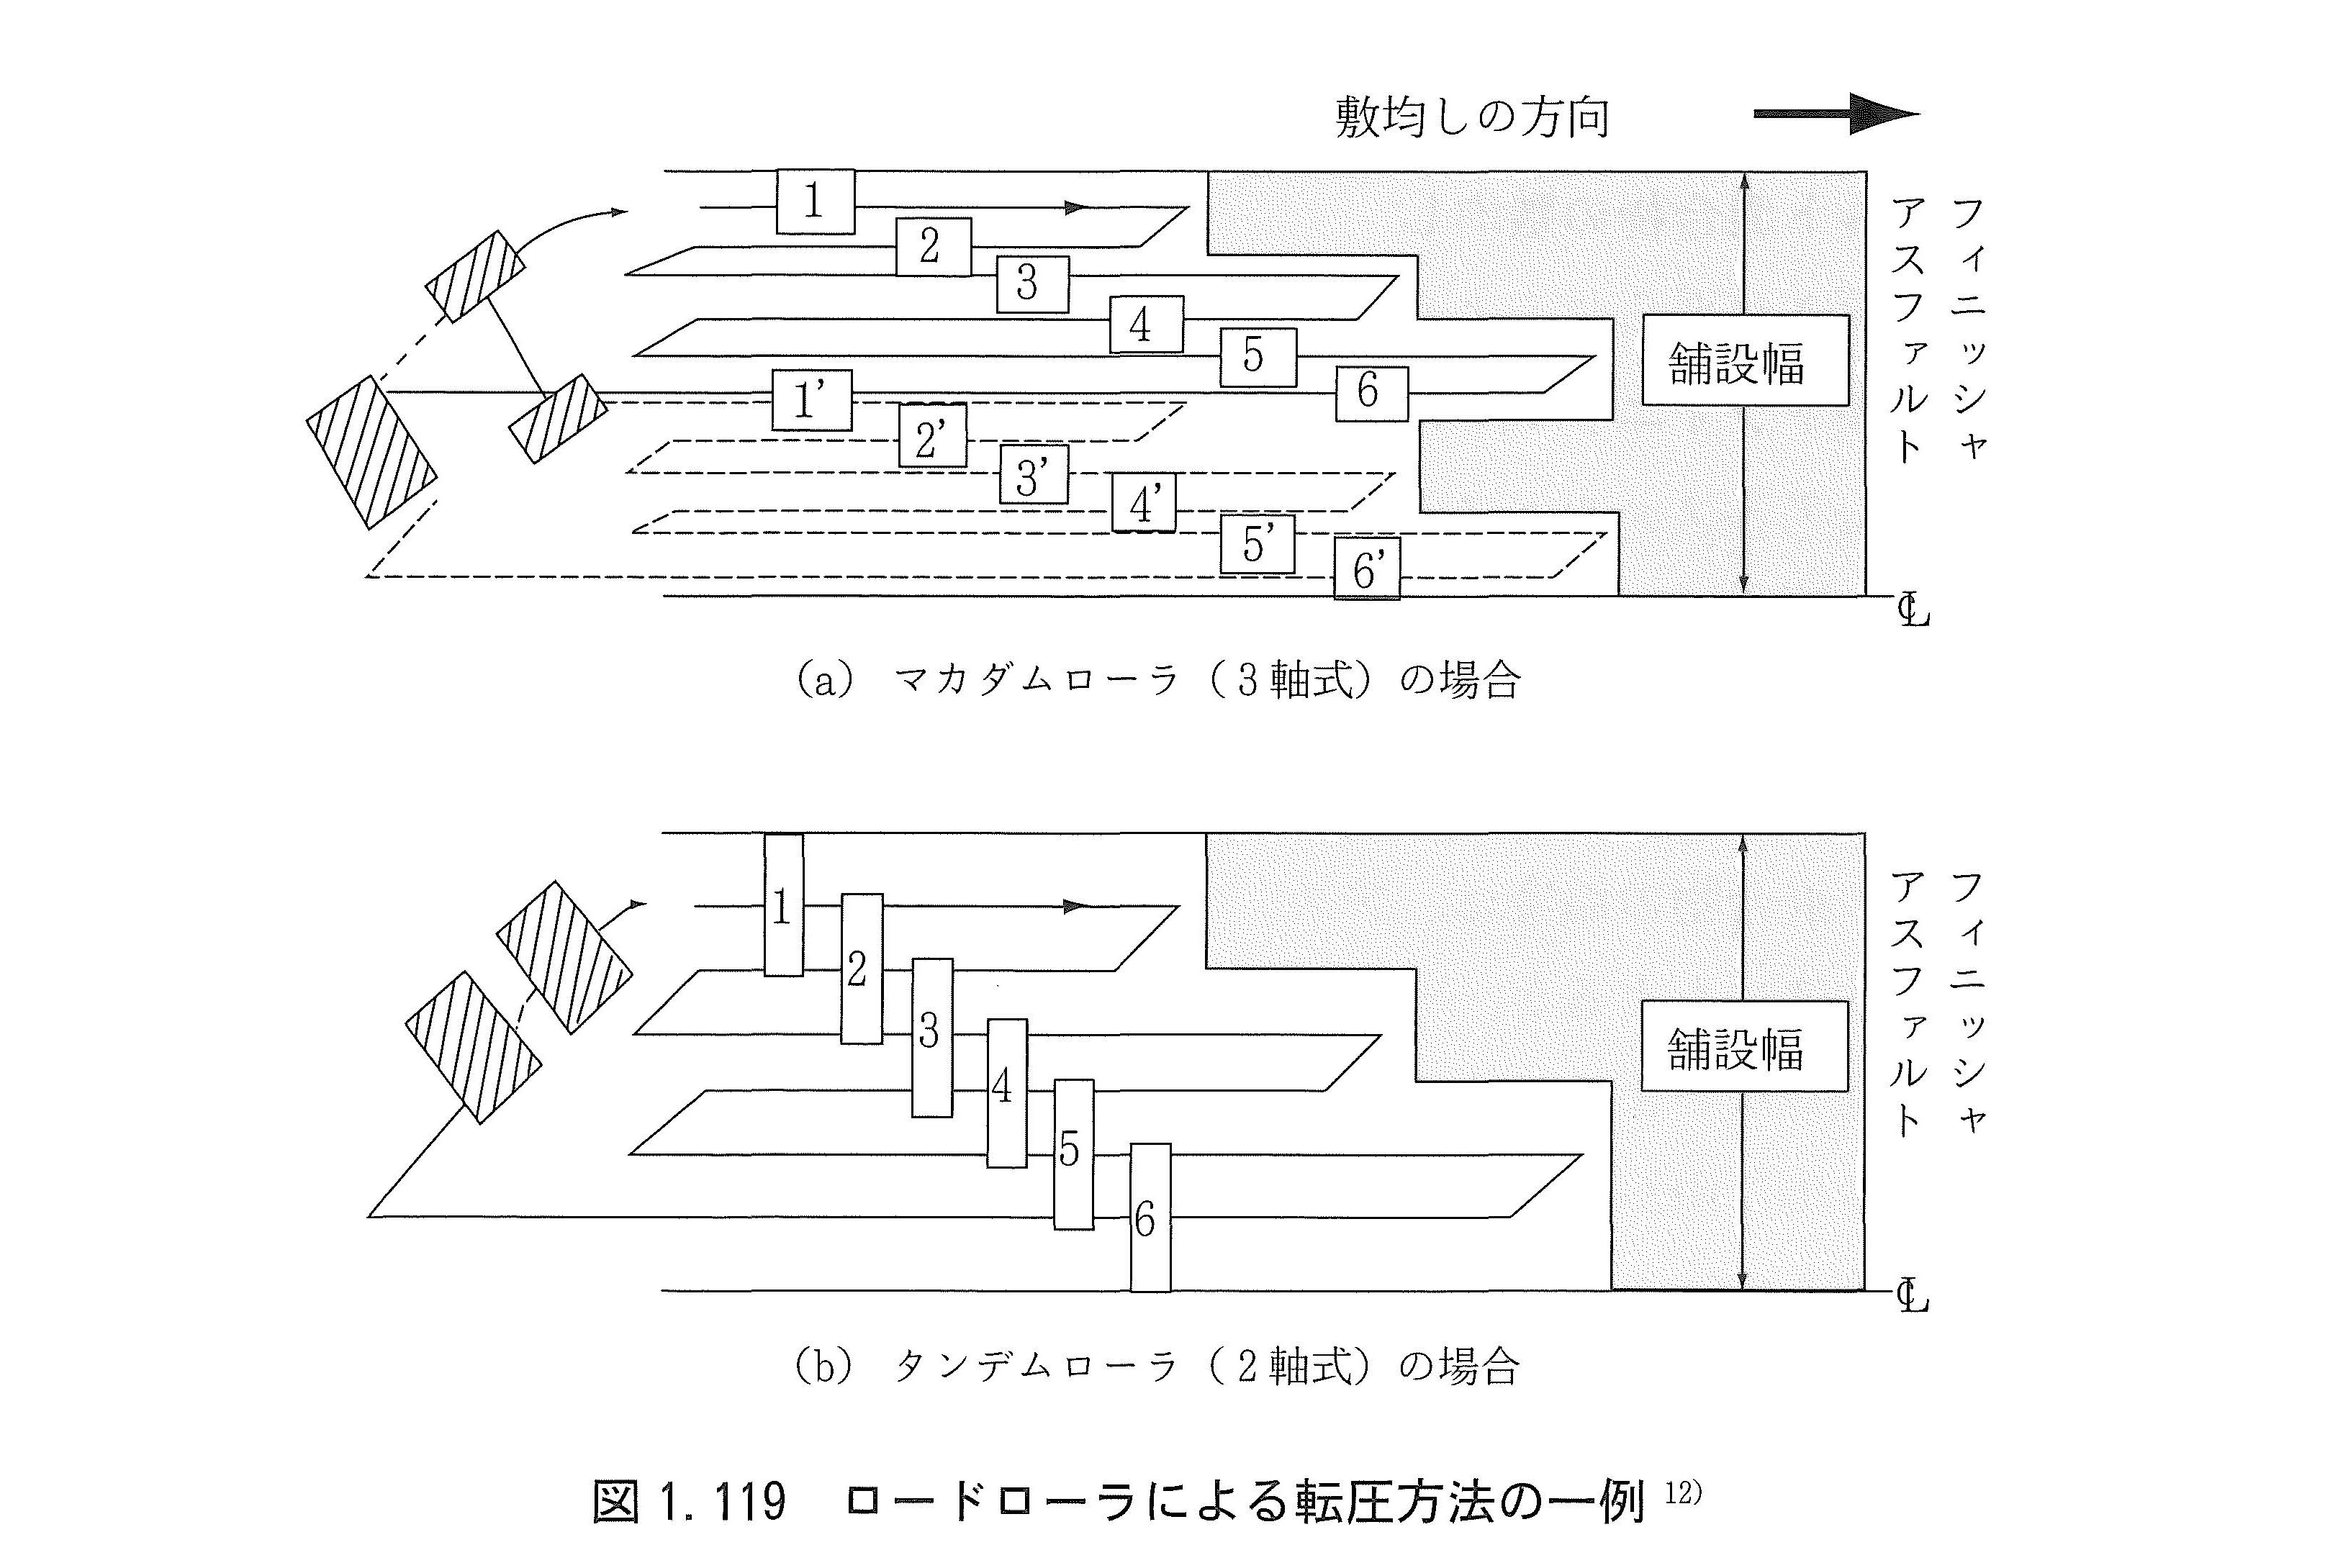 敷均しの方向
1
2
3
4
5
6
1’
2’
3’
4’
5’
6’
舗設幅
アスファルト
フィニッシャ
℄
(a) マカダムローラ（3軸式）の場合
1
2
3
4
5
6
舗設幅
アスファルト
フィニッシャ
℄
(b) タンデムローラ（2軸式）の場合
図1.119 ロードローラによる転圧方法の一例 12)